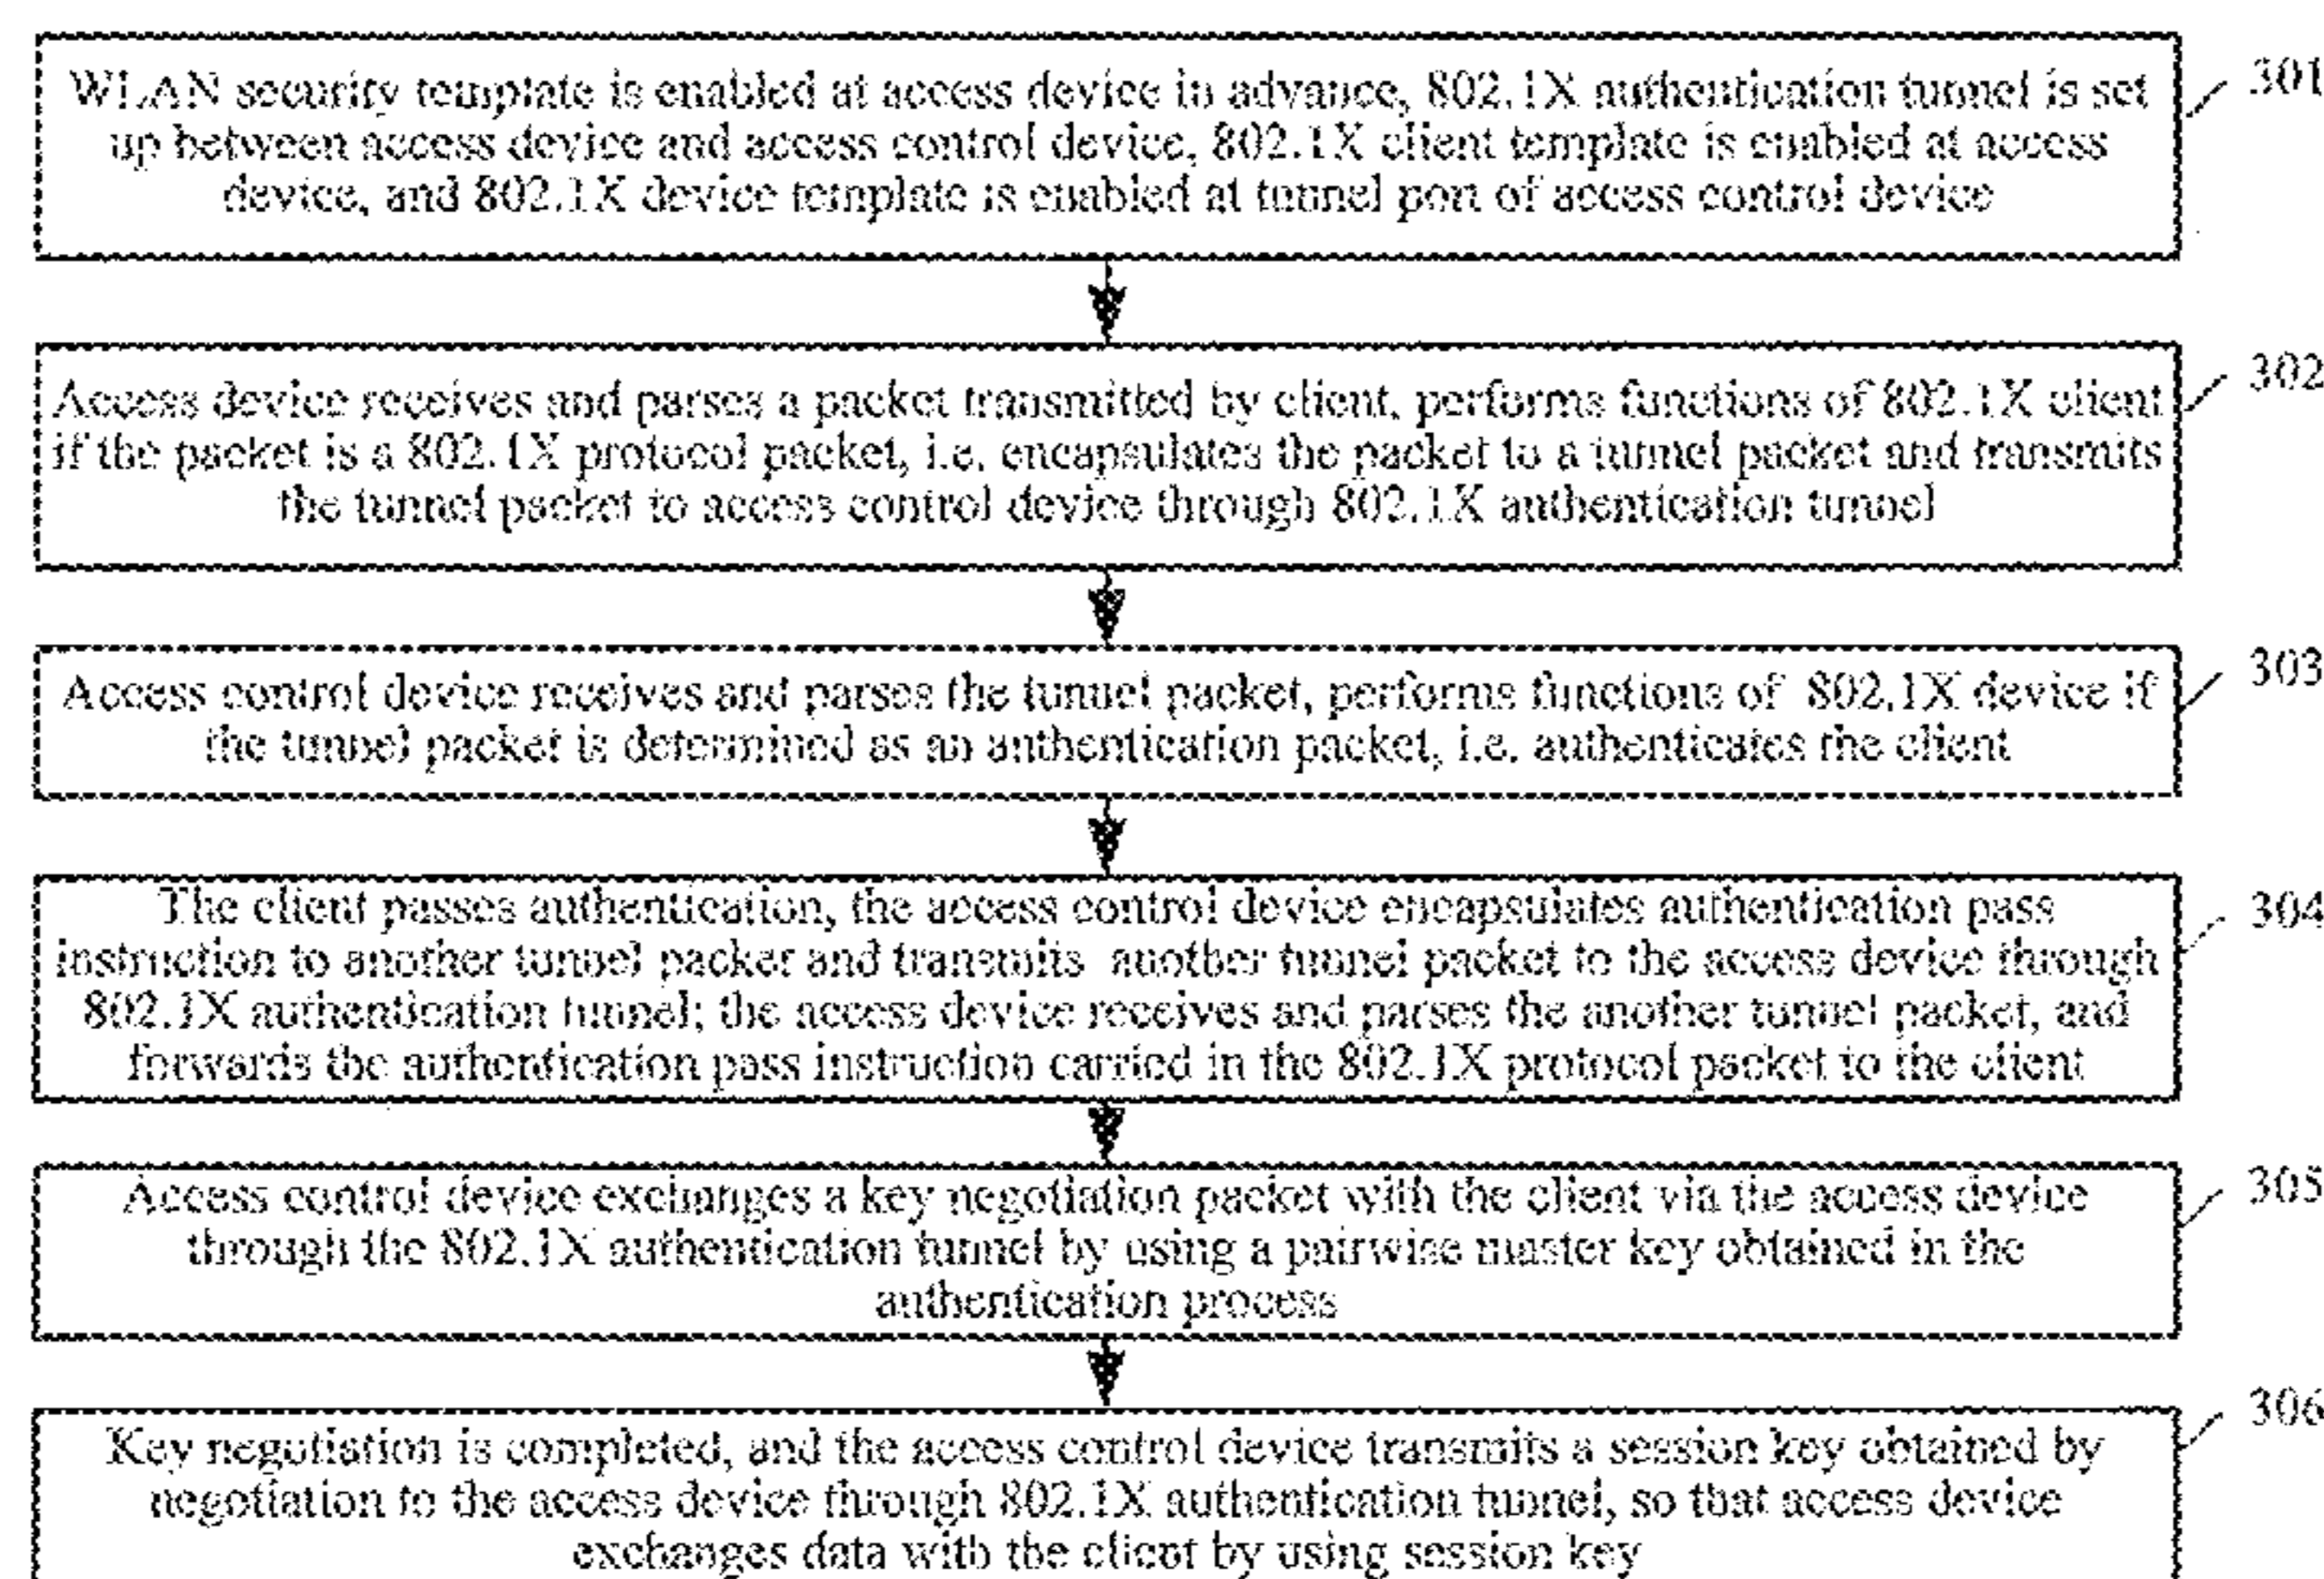 WLAN security template is enabled at access device in advance, 802.1X authentication tunnel is set
up between access device and access control device, 802.1X client template is enabled at access
device, and 802.1X device template is enabled at tunnel port of access control device
301
Access device receives and parses a packet transmitted by client, performs functions of 802.1X client
if the packet is a 802.1X protocol packet, i.e. encapsulates the packet to a tunnel packet and transmits
the tunnel packet to access control device through 802.1X authentication tunnel
302
Access control device receives and parses the tunnel packet, performs functions of 802.1X device if
the tunnel packet is determined as an authentication packet, i.e. authenticates the client
303
The client passes authentication, the access control device encapsulates authentication pass
instruction to another tunnel packet and transmits another tunnel packet to the access device through
802.1X authentication tunnel; the access device receives and parses the another tunnel packet, and
forwards the authentication pass instruction carried in the 802.1X protocol packet to the client
304
Access control device exchanges a key negotiation packet with the client via the access device
through the 802.1X authentication tunnel by using a pairwise master key obtained in the
authentication process
305
Key negotiation is completed, and the access control device transmits a session key obtained by
negotiation to the access device through 802.1X authentication tunnel, so that access device
exchanges data with the client by using session key
306